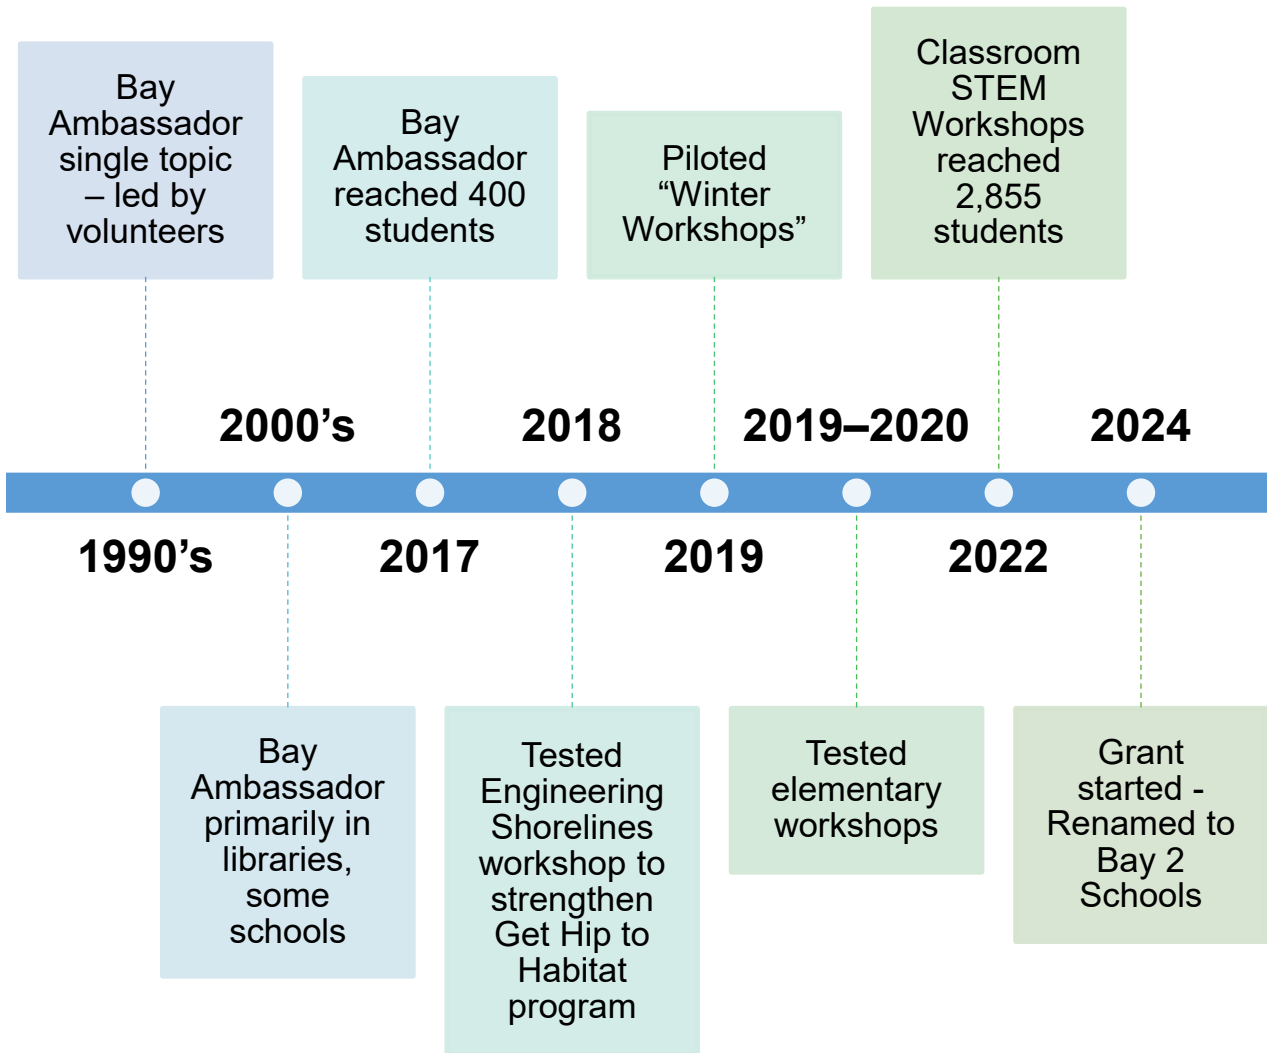 Bay
Ambassador
single topic
– led by
volunteers
Bay
Ambassador
reached 400
students
Piloted
“Winter
Workshops”
Classroom
STEM
Workshops
reached
2,855
students
2000’s
2018
2019–2020
2024
1990’s
2017
2019
2022
Bay
Ambassador
primarily in
libraries,
some
schools
Tested
Engineering
Shorelines
workshop to
strengthen
Get Hip to
Habitat
program
Tested
elementary
workshops
Grant
started -
Renamed to
Bay 2
Schools